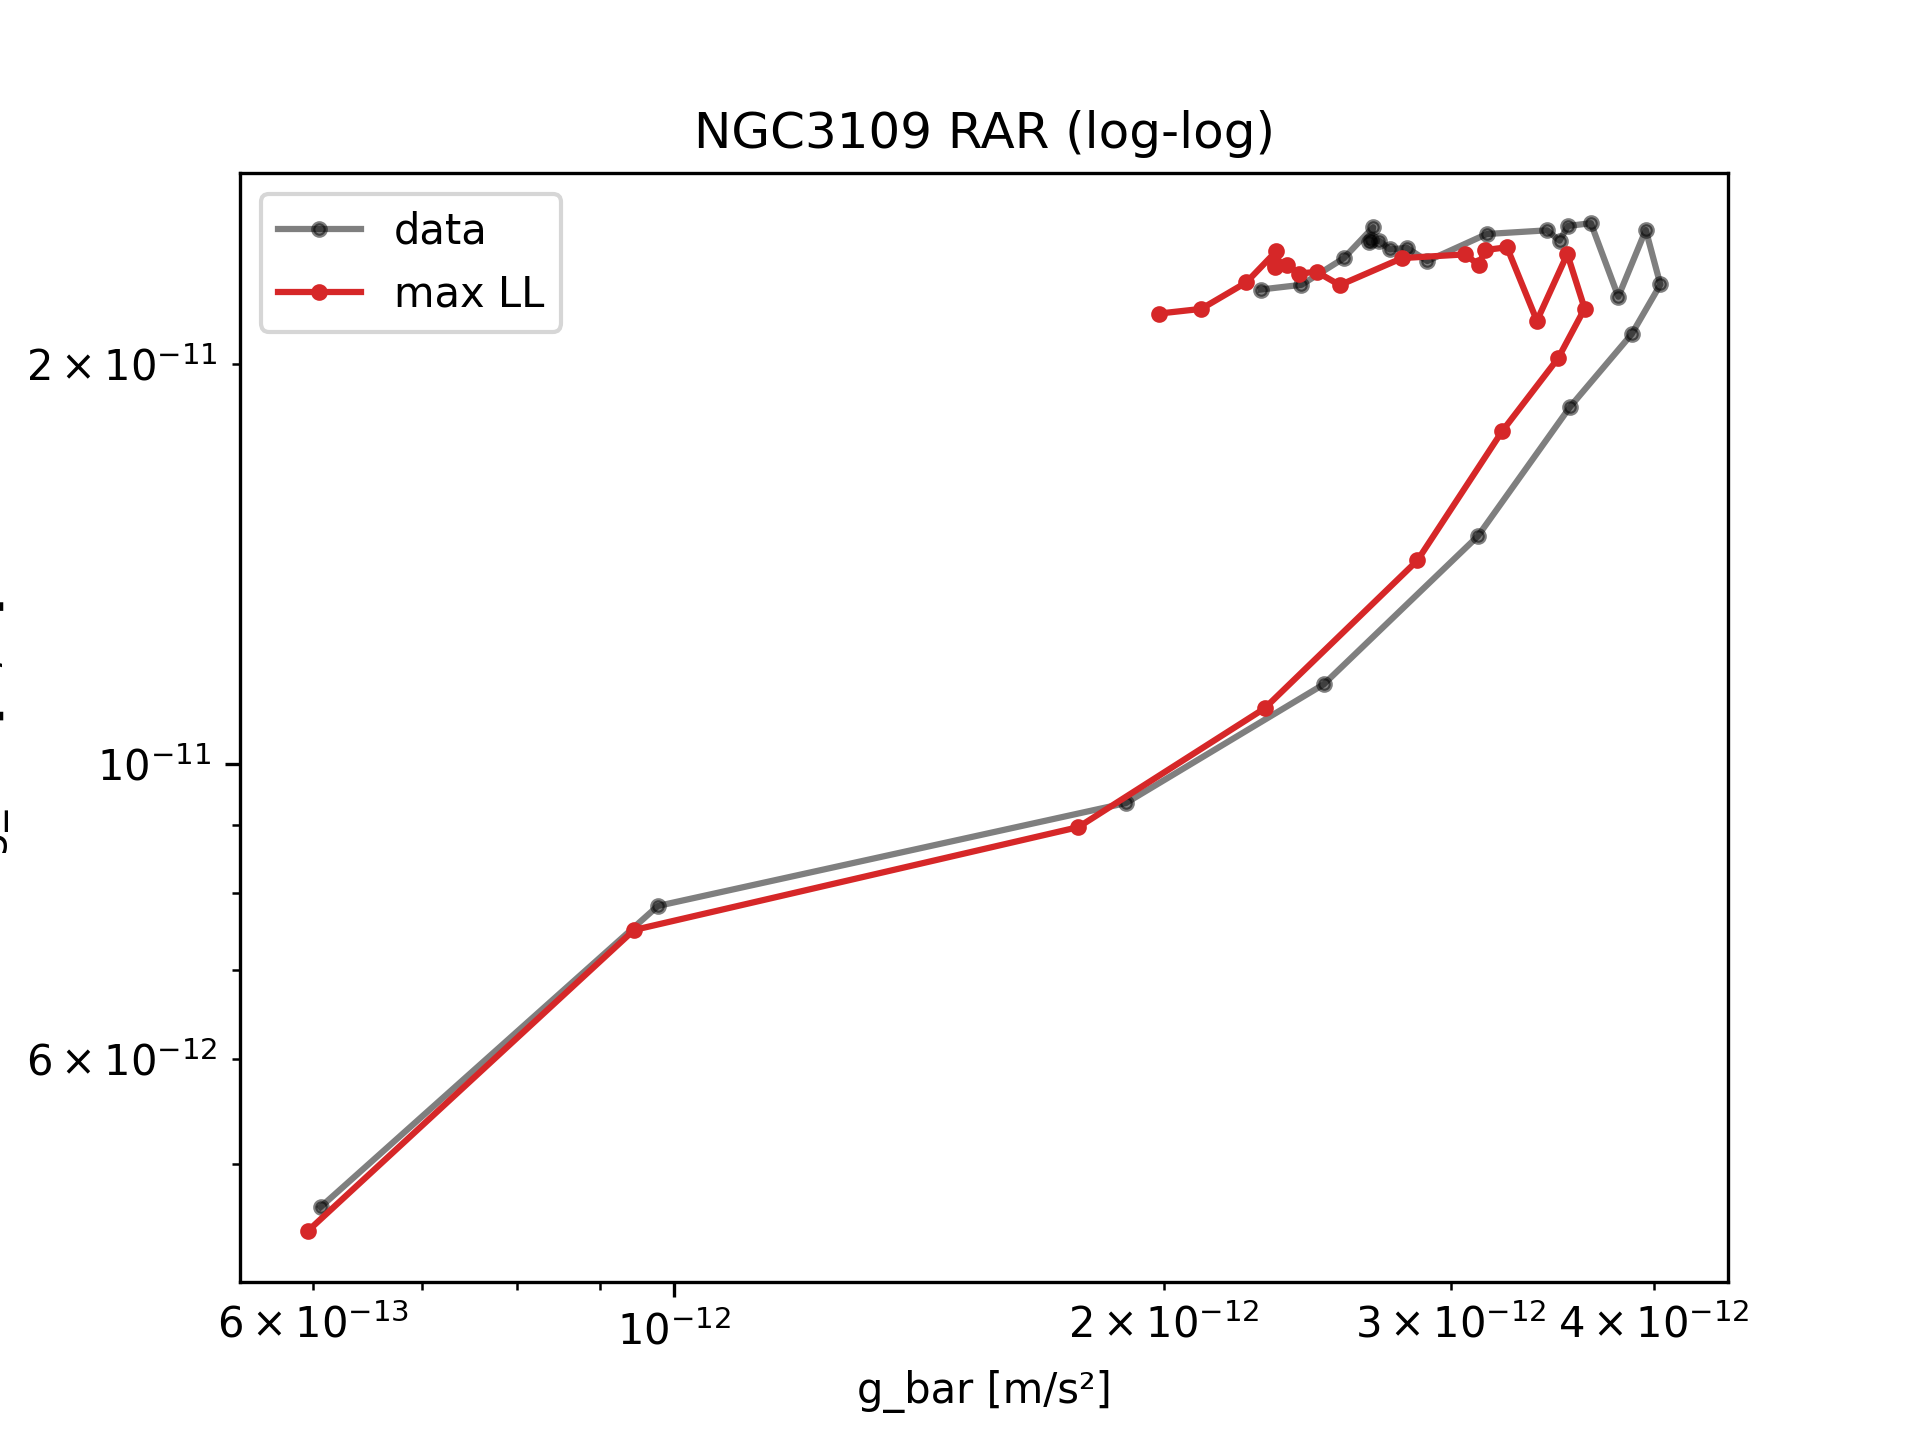 NGC3109 RAR (log-log)
data
max LL
2 × 10⁻¹¹
10⁻¹¹
6 × 10⁻¹²
6 × 10⁻¹³
10⁻¹²
2 × 10⁻¹²
3 × 10⁻¹²
4 × 10⁻¹²
g_bar [m/s²]